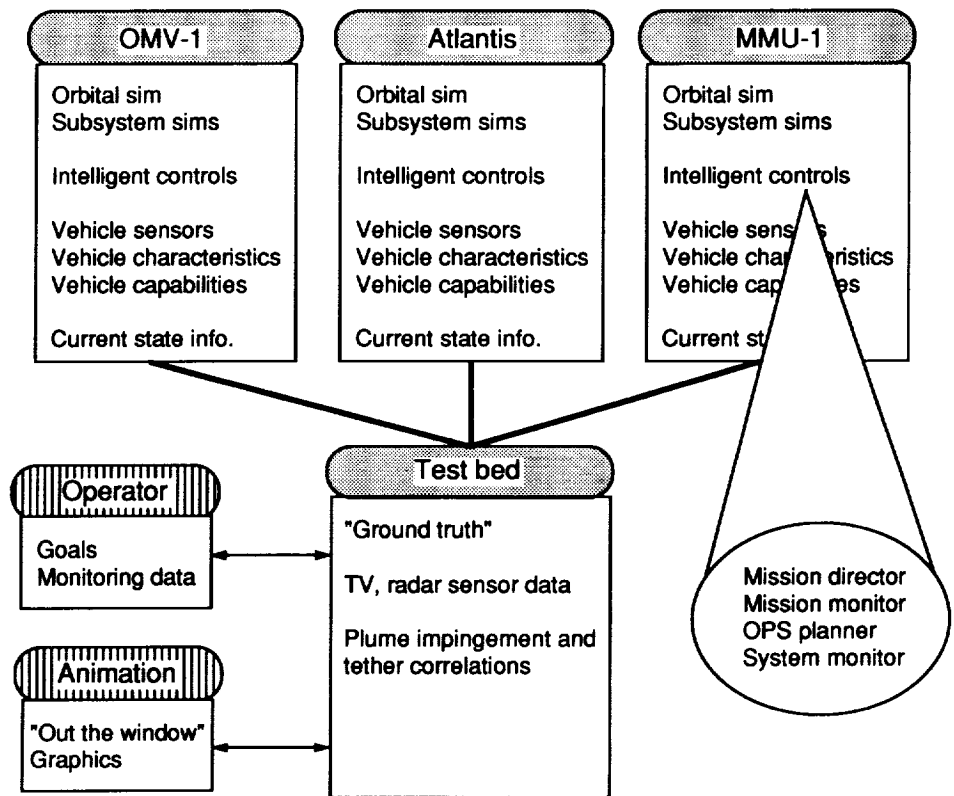 OMV-1
Orbital sim
Subsystem sims
Intelligent controls
Vehicle sensors
Vehicle characteristics
Vehicle capabilities
Current state info.
Atlantis
Orbital sim
Subsystem sims
Intelligent controls
Vehicle sensors
Vehicle characteristics
Vehicle capabilities
Current state info.
MMU-1
Orbital sim
Subsystem sims
Intelligent controls
Vehicle
Vehicle
Vehicle
Current
Operator
Goals
Monitoring data
Animation
"Out the window"
Graphics
Test bed
"Ground truth"
TV, radar sensor data
Plume impingement and
tether correlations
Mission director
Mission monitor
OPS planner
System monitor